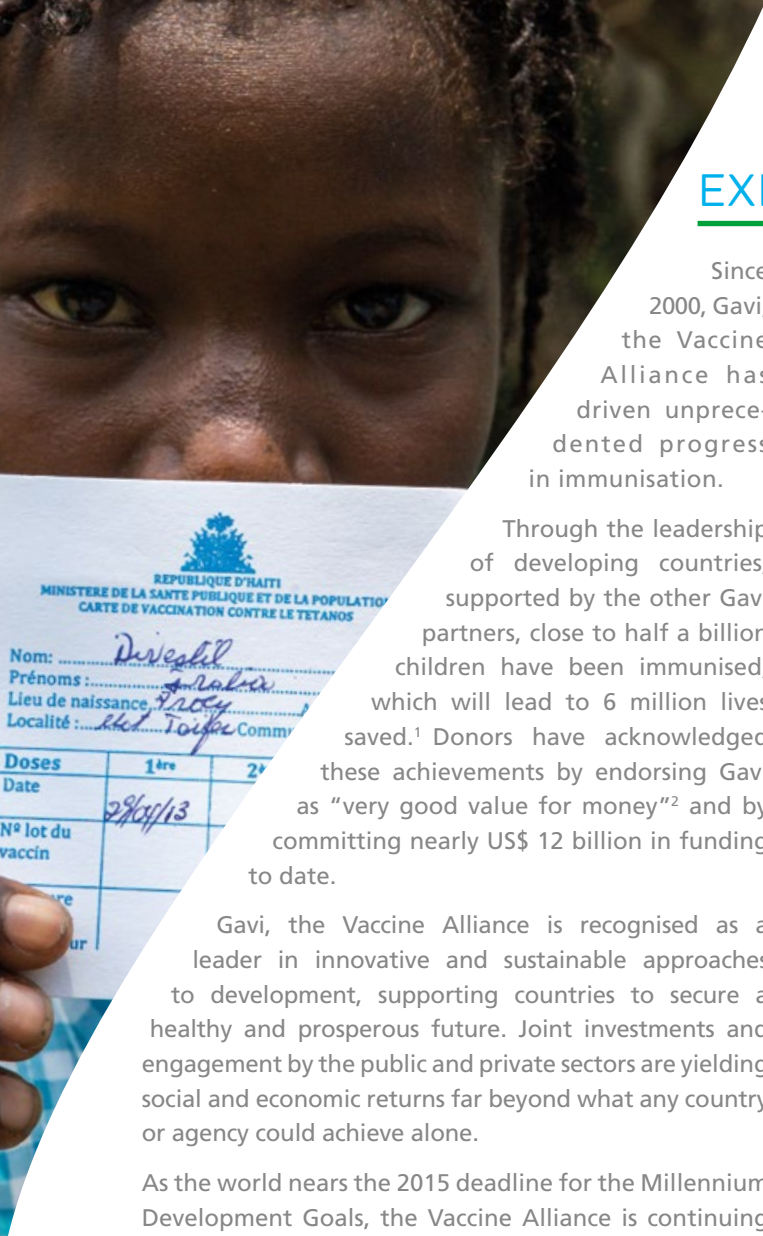 EXE
Since
2000, Gavi,
the Vaccine
Alliance has
driven unprece-
dented progress
in immunisation.
Through the leadership
of developing countries,
supported by the other Gavi
partners, close to half a billion
children have been immunised,
which will lead to 6 million lives
saved.¹ Donors have acknowledged
these achievements by endorsing Gavi
as “very good value for money”² and by
committing nearly US$ 12 billion in funding
to date.
Gavi, the Vaccine Alliance is recognised as a
leader in innovative and sustainable approaches
to development, supporting countries to secure a
healthy and prosperous future. Joint investments and
engagement by the public and private sectors are yielding
social and economic returns far beyond what any country
or agency could achieve alone.
As the world nears the 2015 deadline for the Millennium
Development Goals, the Vaccine Alliance is continuing
REPUBLIQUE D'HAITI
MINISTERE DE LA SANTE PUBLIQUE ET DE LA POPULATION
CARTE DE VACCINATION CONTRE LE TETANOS
Nom:
Prénoms :
Lieu de naissance
Localité : Commu
Doses 1ère 2è
Date
Nº lot du
vaccin